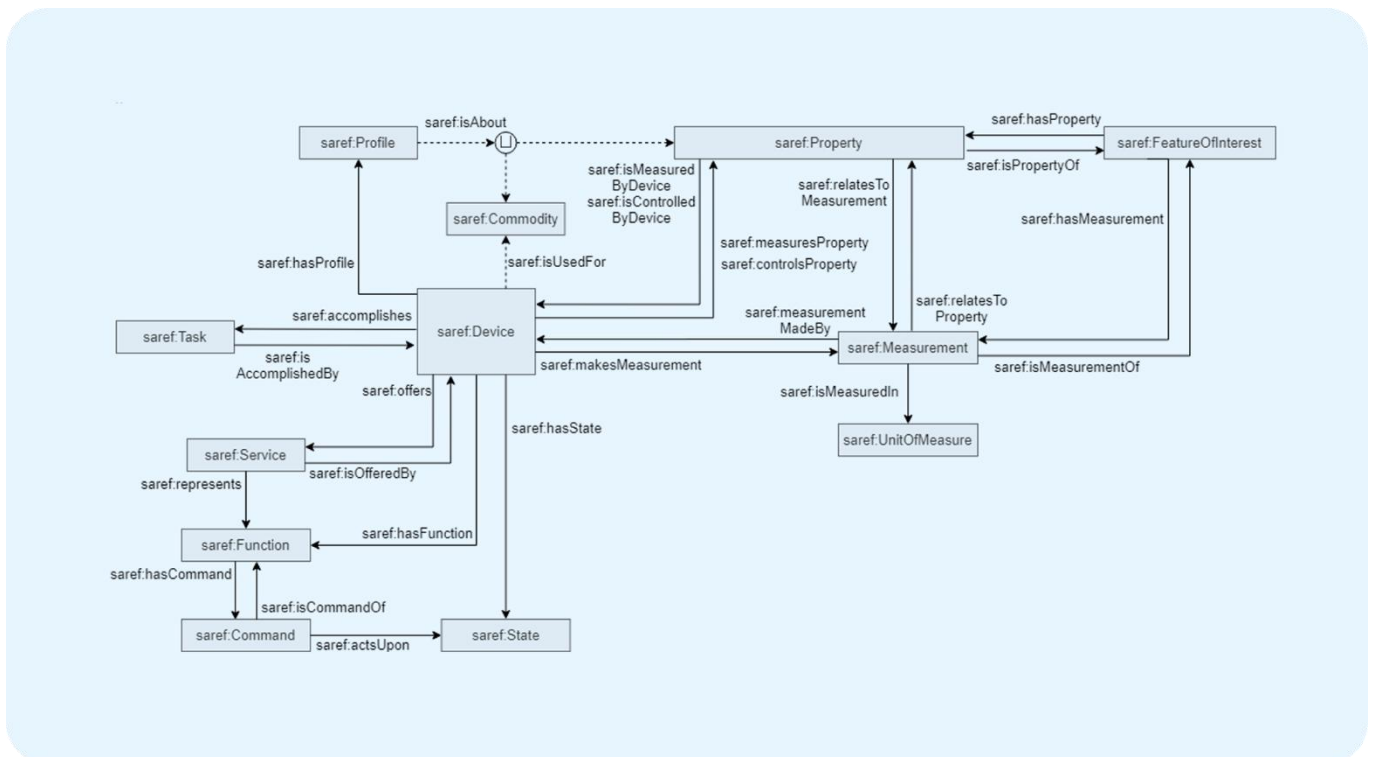 saref:isAbout
saref:hasProperty
saref:Profile
saref:Property
saref:FeatureOfInterest
saref:isMeasured
ByDevice
saref:isControlled
ByDevice
saref:relatesTo
Measurement
saref:isPropertyOf
saref:Commodity
saref:hasMeasurement
saref:measuresProperty
saref:controlsProperty
saref:hasProfile
saref:isUsedFor
saref:accomplishes
saref:Device
saref:measurement
MadeBy
saref:relatesTo
Property
saref:Task
saref:is
AccomplishedBy
saref:makesMeasurement
saref:Measurement
saref:isMeasurementOf
saref:offers
saref:isMeasuredIn
saref:hasState
saref:UnitOfMeasure
saref:Service
saref:isOfferedBy
saref:represents
saref:hasFunction
saref:Function
saref:hasCommand
saref:isCommandOf
saref:Command
saref:actsUpon
saref:State